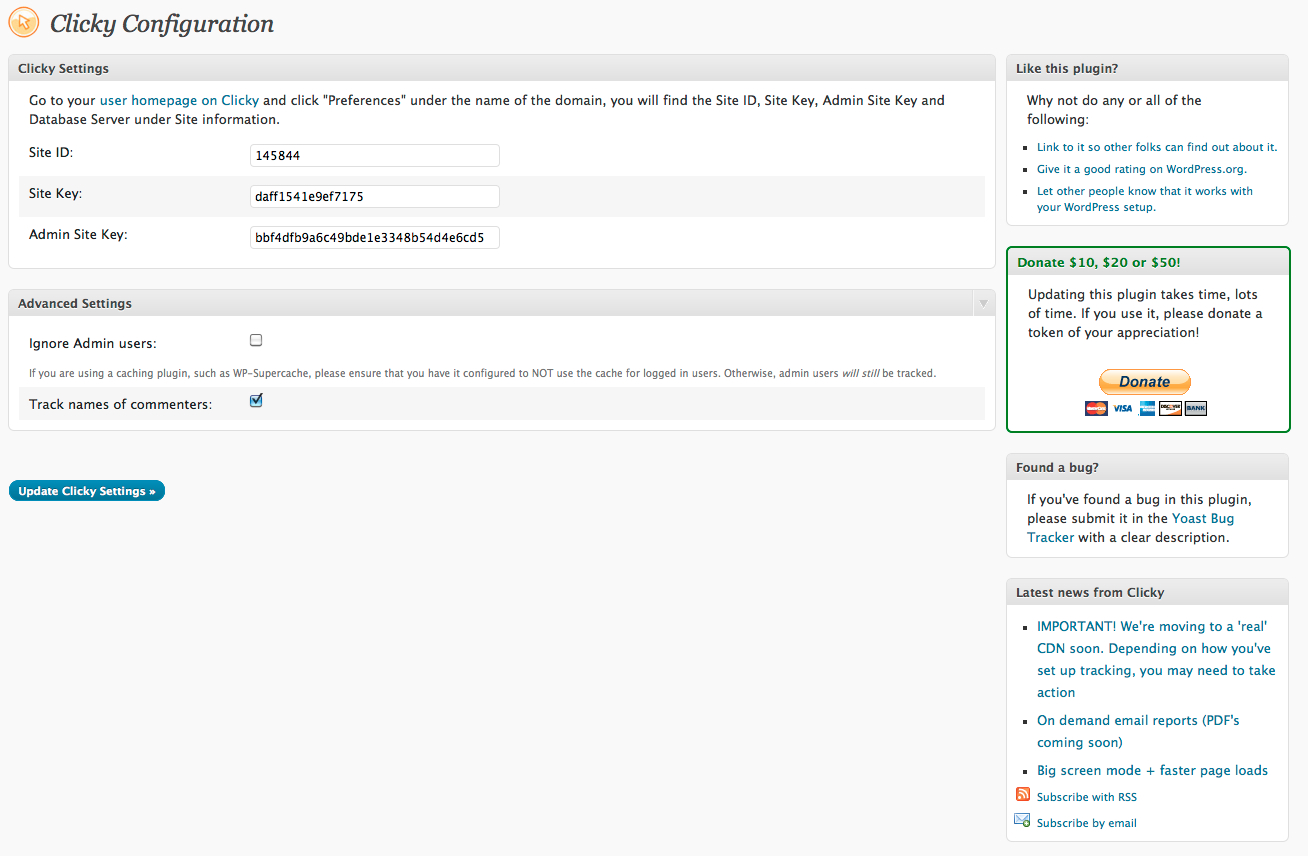 Clicky Configuration
Clicky Settings
Go to your user homepage on Clicky and click "Preferences" under the name of the domain, you will find the Site ID, Site Key, Admin Site Key and
Database Server under Site information.
Site ID:
145844
Site Key:
daff1541e9ef7175
Admin Site Key:
bbf4dfb9a6c49bde1e3348b54d4e6cd5
Advanced Settings
Ignore Admin users:
If you are using a caching plugin, such as WP-Supercache, please ensure that you have it configured to NOT use the cache for logged in users. Otherwise, admin users will still be tracked.
Track names of commenters:
Update Clicky Settings »
Like this plugin?
Why not do any or all of the
following:
Link to it so other folks can find out about it.
Give it a good rating on WordPress.org.
Let other people know that it works with
your WordPress setup.
Donate $10, $20 or $50!
Updating this plugin takes time, lots
of time. If you use it, please donate a
token of your appreciation!
Donate
MasterCard VISA DISCOVER BANK
Found a bug?
If you've found a bug in this plugin,
please submit it in the Yoast Bug
Tracker with a clear description.
Latest news from Clicky
IMPORTANT! We're moving to a 'real'
CDN soon. Depending on how you've
set up tracking, you may need to take
action
On demand email reports (PDF's
coming soon)
Big screen mode + faster page loads
Subscribe with RSS
Subscribe by email